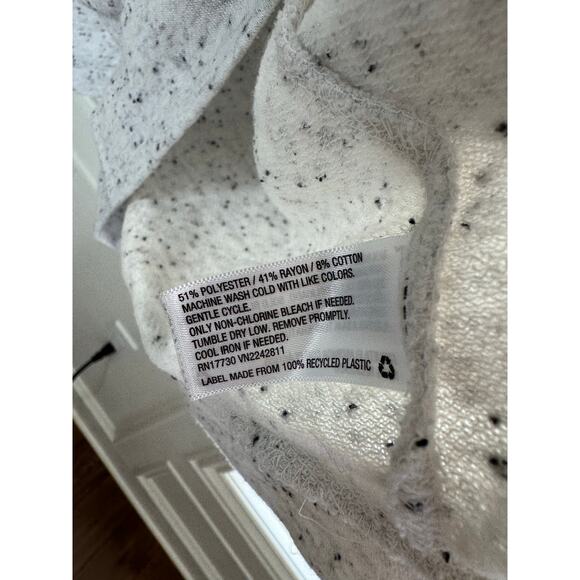 51% POLYESTER / 41% RAYON / 8% COTTON
MACHINE WASH COLD WITH LIKE COLORS.
GENTLE CYCLE.
ONLY NON-CHLORINE BLEACH IF NEEDED.
TUMBLE DRY LOW. REMOVE PROMPTLY.
COOL IRON IF NEEDED.
RN17730 VN2242811
LABEL MADE FROM 100% RECYCLED PLASTIC